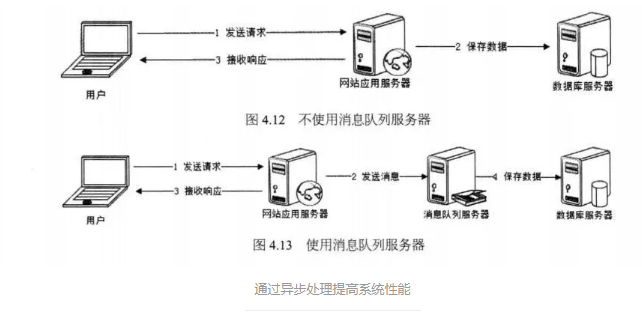 1 发送请求
2 保存数据
3 接收响应
用户
网站应用服务器
数据库服务器
图 4.12 不使用消息队列服务器
1 发送请求
2 发送消息
4 保存数据
3 接收响应
用户
网站应用服务器
消息队列服务器
数据库服务器
图 4.13 使用消息队列服务器
通过异步处理提高系统性能